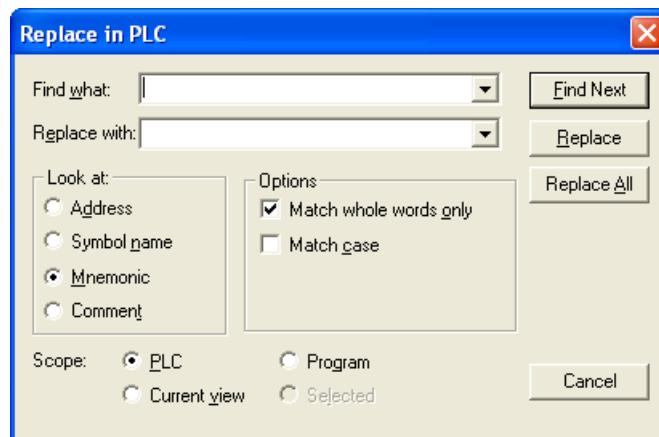 Replace in PLC
Find what:
Find Next
Replace with:
Replace
Replace All
Look at:
Address
Symbol name
Mnemonic
Comment
Options
Match whole words only
Match case
Scope:
PLC
Program
Current view
Selected
Cancel